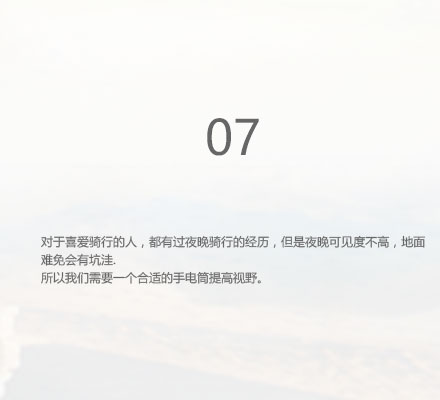 07
对于喜爱骑行的人，都有过夜晚骑行的经历，但是夜晚可见度不高，地面
难免会有坑洼.
所以我们需要一个合适的手电筒提高视野。